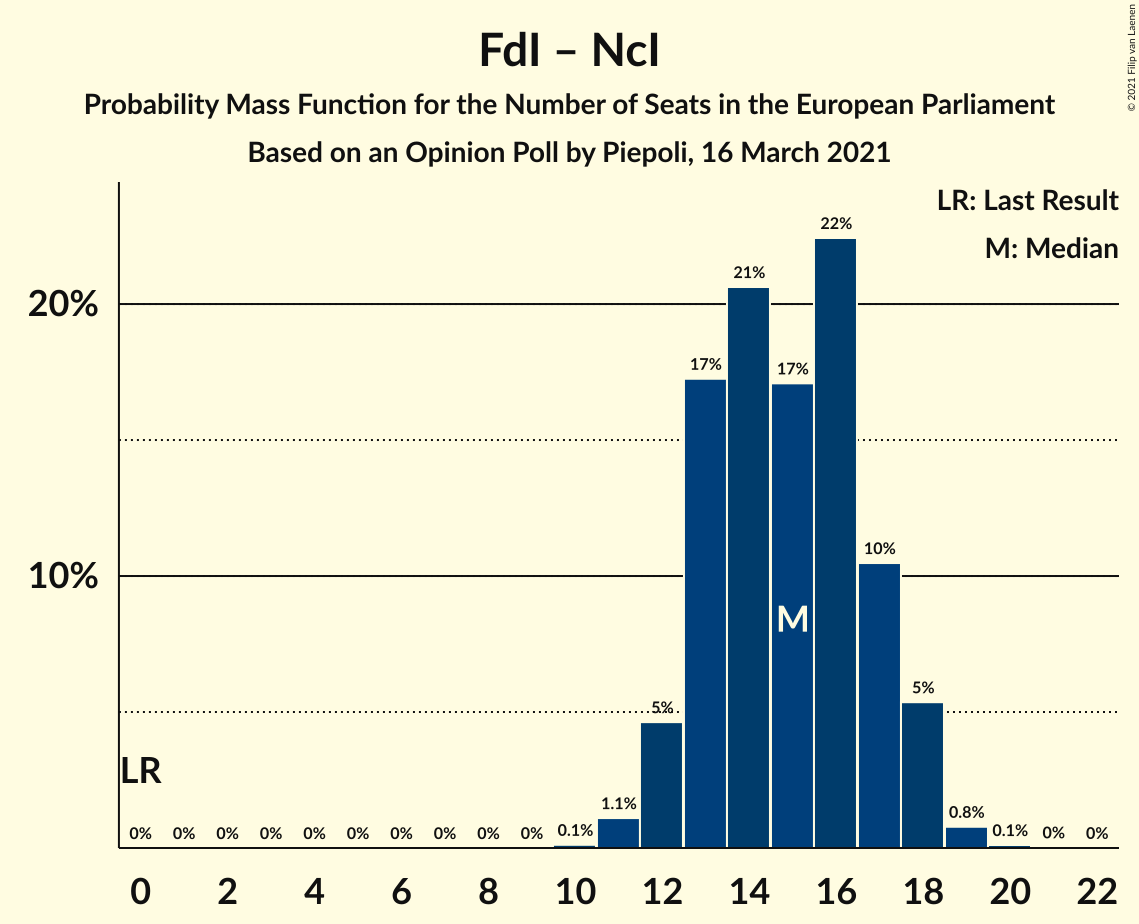 FdI – NcI
Probability Mass Function for the Number of Seats in the European Parliament
Based on an Opinion Poll by Piepoli, 16 March 2021
© 2021 Filip van Laenen
LR: Last Result
M: Median
20%
10%
LR
M
0% 0% 0% 0% 0% 0% 0% 0% 0% 0% 0.1% 1.1% 5% 17% 21% 17% 22% 10% 5% 0.8% 0.1% 0% 0%
0 2 4 6 8 10 12 14 16 18 20 22